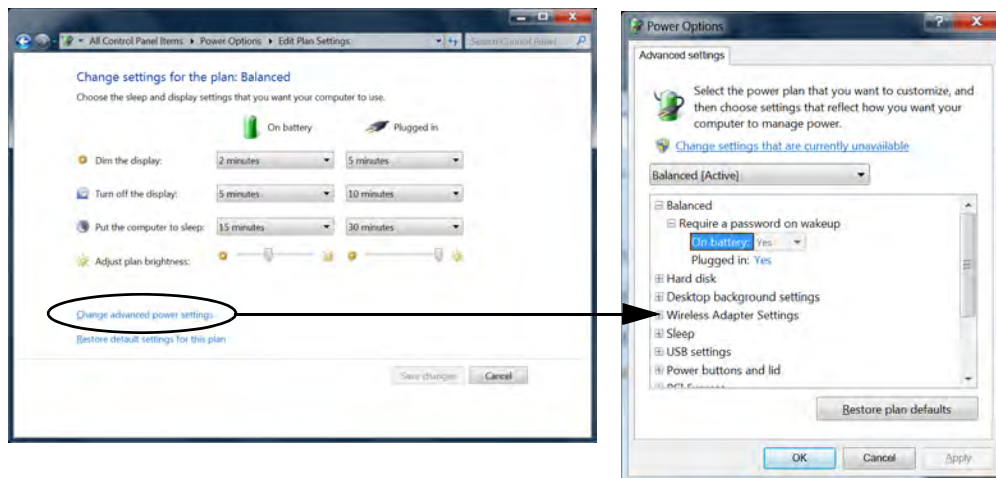 All Control Panel Items ▸ Power Options ▸ Edit Plan Settings
Search Control Panel
Change settings for the plan: Balanced
Choose the sleep and display settings that you want your computer to use.
On battery Plugged in
Dim the display: 2 minutes 5 minutes
Turn off the display: 5 minutes 10 minutes
Put the computer to sleep: 15 minutes 30 minutes
Adjust plan brightness:
Change advanced power settings
Restore default settings for this plan
Save changes Cancel
Power Options
Advanced settings
Select the power plan that you want to customize, and
then choose settings that reflect how you want your
computer to manage power.
Change settings that are currently unavailable
Balanced [Active]
Balanced
Require a password on wakeup
On battery: Yes
Plugged in: Yes
Hard disk
Desktop background settings
Wireless Adapter Settings
Sleep
USB settings
Power buttons and lid
Restore plan defaults
OK Cancel Apply